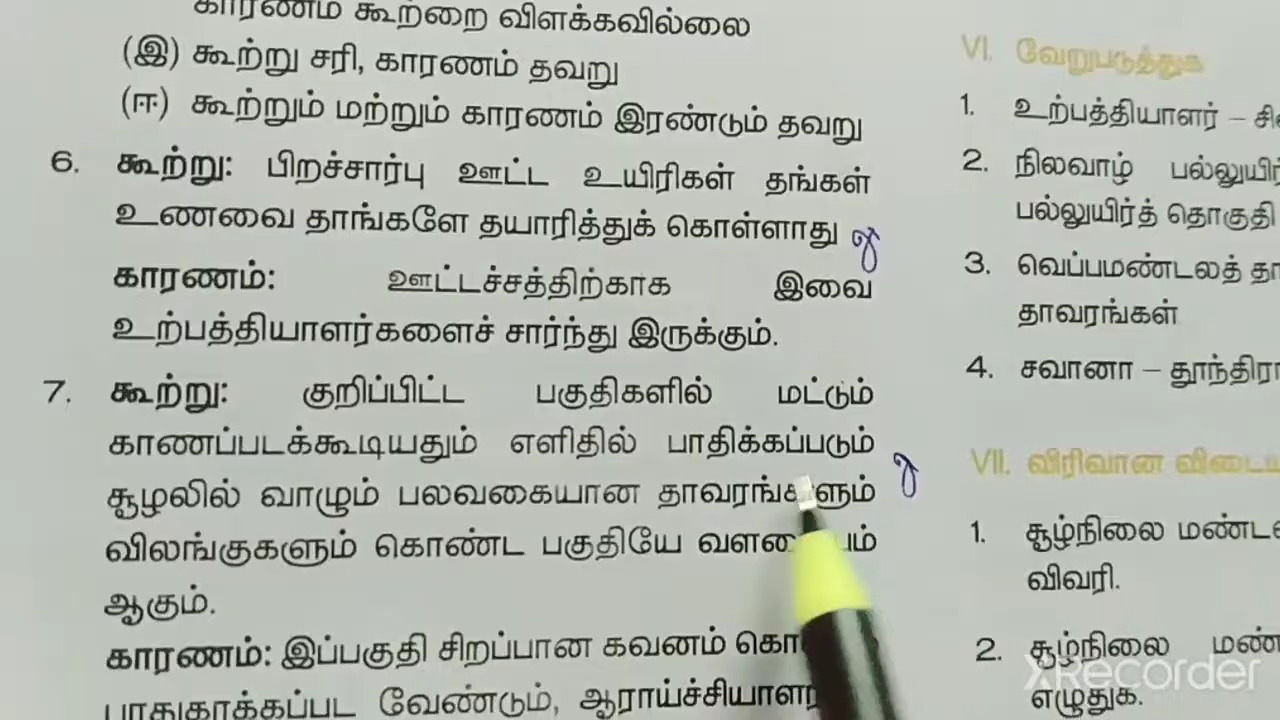 காரணம் கூற்றை விளக்கவில்லை
(இ) கூற்று சரி, காரணம் தவறு
(ஈ) கூற்றும் மற்றும் காரணம் இரண்டும் தவறு
6. கூற்று: பிறச்சார்பு ஊட்ட உயிரிகள் தங்கள்
உணவை தாங்களே தயாரித்துக் கொள்ளாது
காரணம்: ஊட்டச்சத்திற்காக இவை
உற்பத்தியாளர்களைச் சார்ந்து இருக்கும்.
7. கூற்று: குறிப்பிட்ட பகுதிகளில் மட்டும்
காணப்படக்கூடியதும் எளிதில் பாதிக்கப்படும்
சூழலில் வாழும் பலவகையான தாவரங்களும்
விலங்குகளும் கொண்ட பகுதியே
ஆகும்.
காரணம்: இப்பகுதி சிறப்பான கவனம்
பாதுகாக்கப்பட வேண்டும்,
VI. வேறுபடுத்துக
1. உற்பத்தியாளர் –
2. நிலவாழ்
பல்லுயிர்த் தொகுதி
3. வெப்பமண்டலத்
தாவரங்கள்
4. சவானா –
VII. விரிவான
1. சூழ்நிலை
விவரி.
2. சூழ்நிலை
எழுதுக.
XRecorder